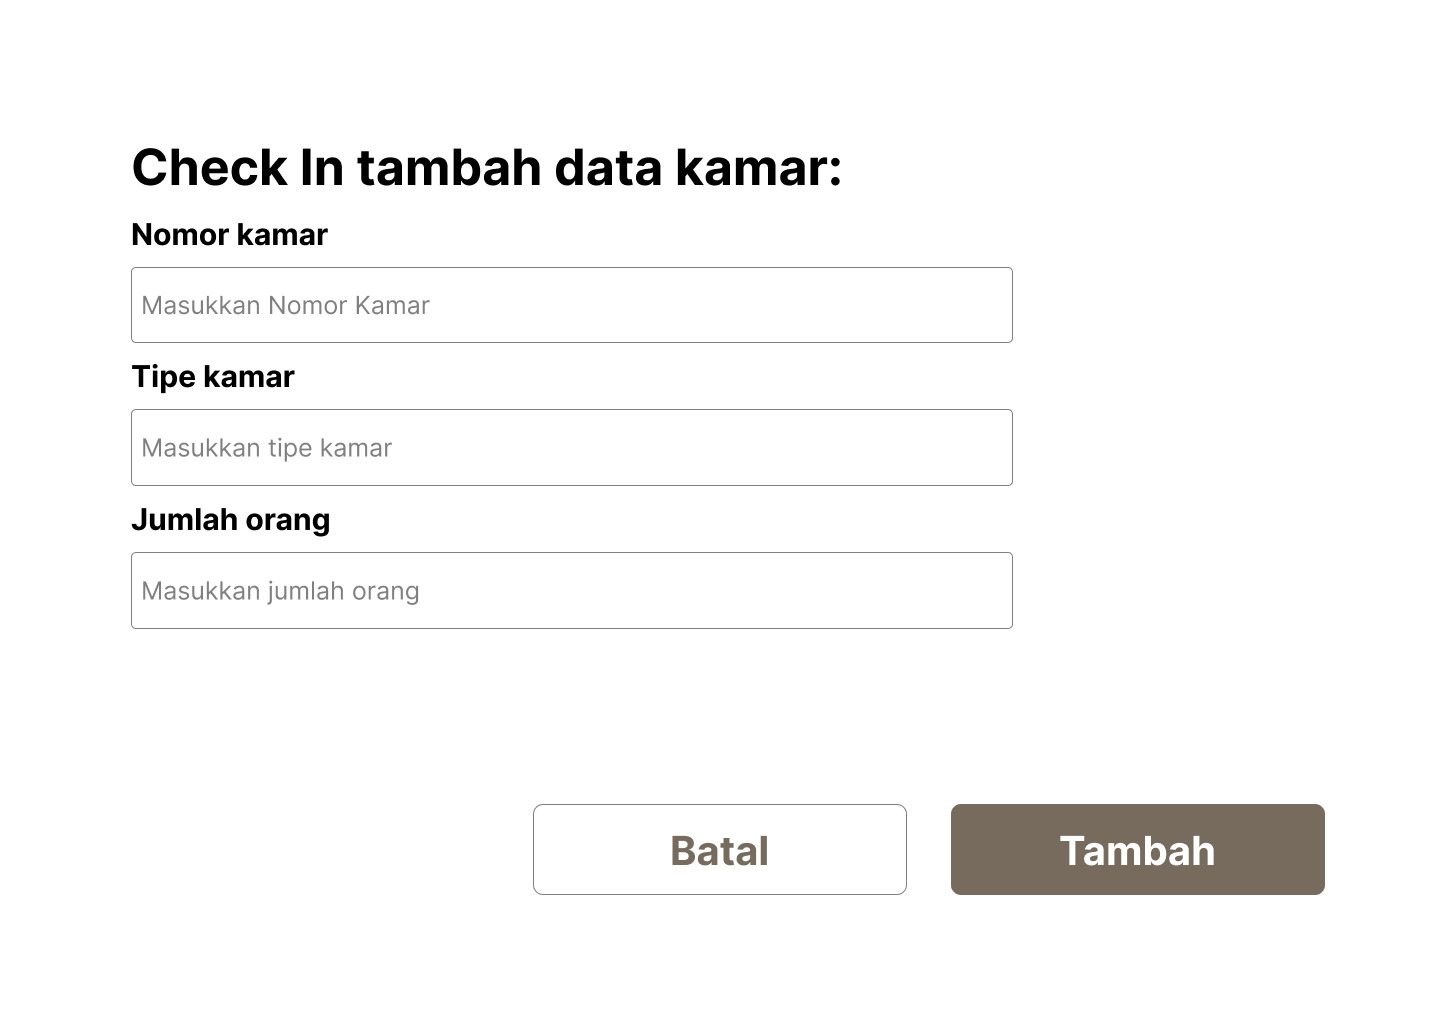 Check In tambah data kamar:
Nomor kamar
Masukkan Nomor Kamar
Tipe kamar
Masukkan tipe kamar
Jumlah orang
Masukkan jumlah orang
Batal
Tambah